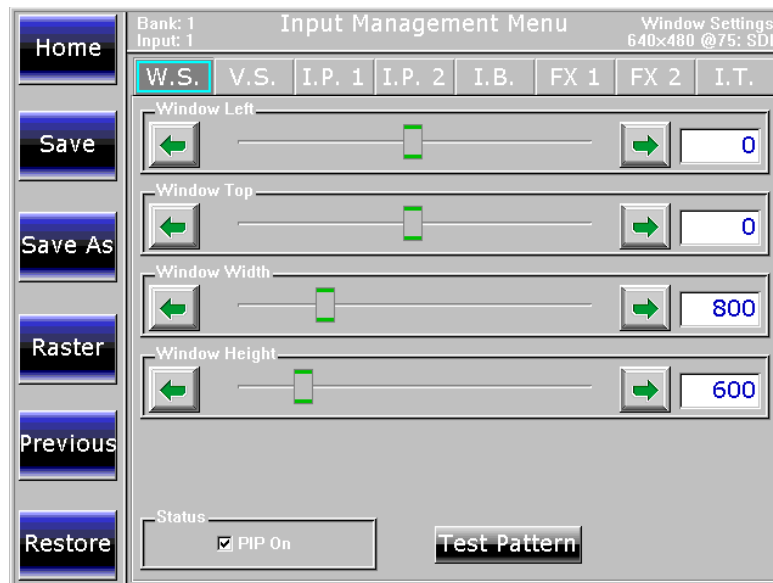 Home
Save
Save As
Raster
Previous
Restore
Bank: 1
Input: 1
Input Management Menu
Window Settings
640x480 @75: SDI
W.S. V.S. I.P. 1 I.P. 2 I.B. FX 1 FX 2 I.T.
Window Left
0
Window Top
0
Window Width
800
Window Height
600
Status
PIP On
Test Pattern